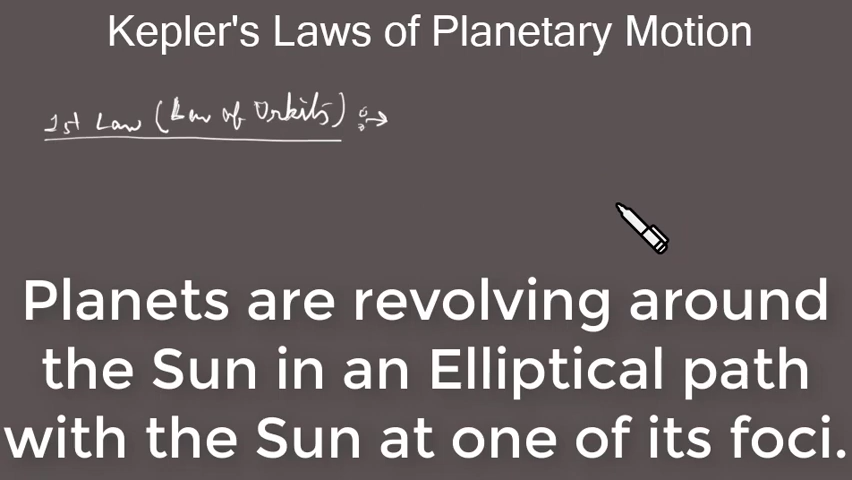 Kepler's Laws of Planetary Motion
1st Law (Law of Orbits) :→
Planets are revolving around
the Sun in an Elliptical path
with the Sun at one of its foci.